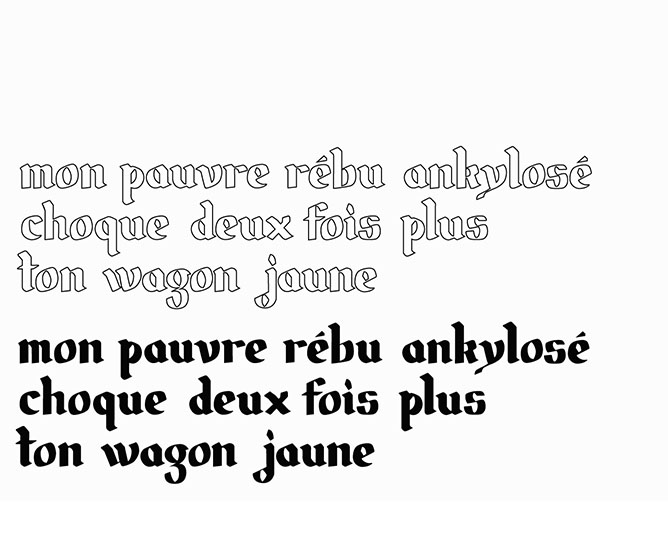 mon pauvre rébu ankylosé
choque deux fois plus
ton wagon jaune
mon pauvre rébu ankylosé
choque deux fois plus
ton wagon jaune